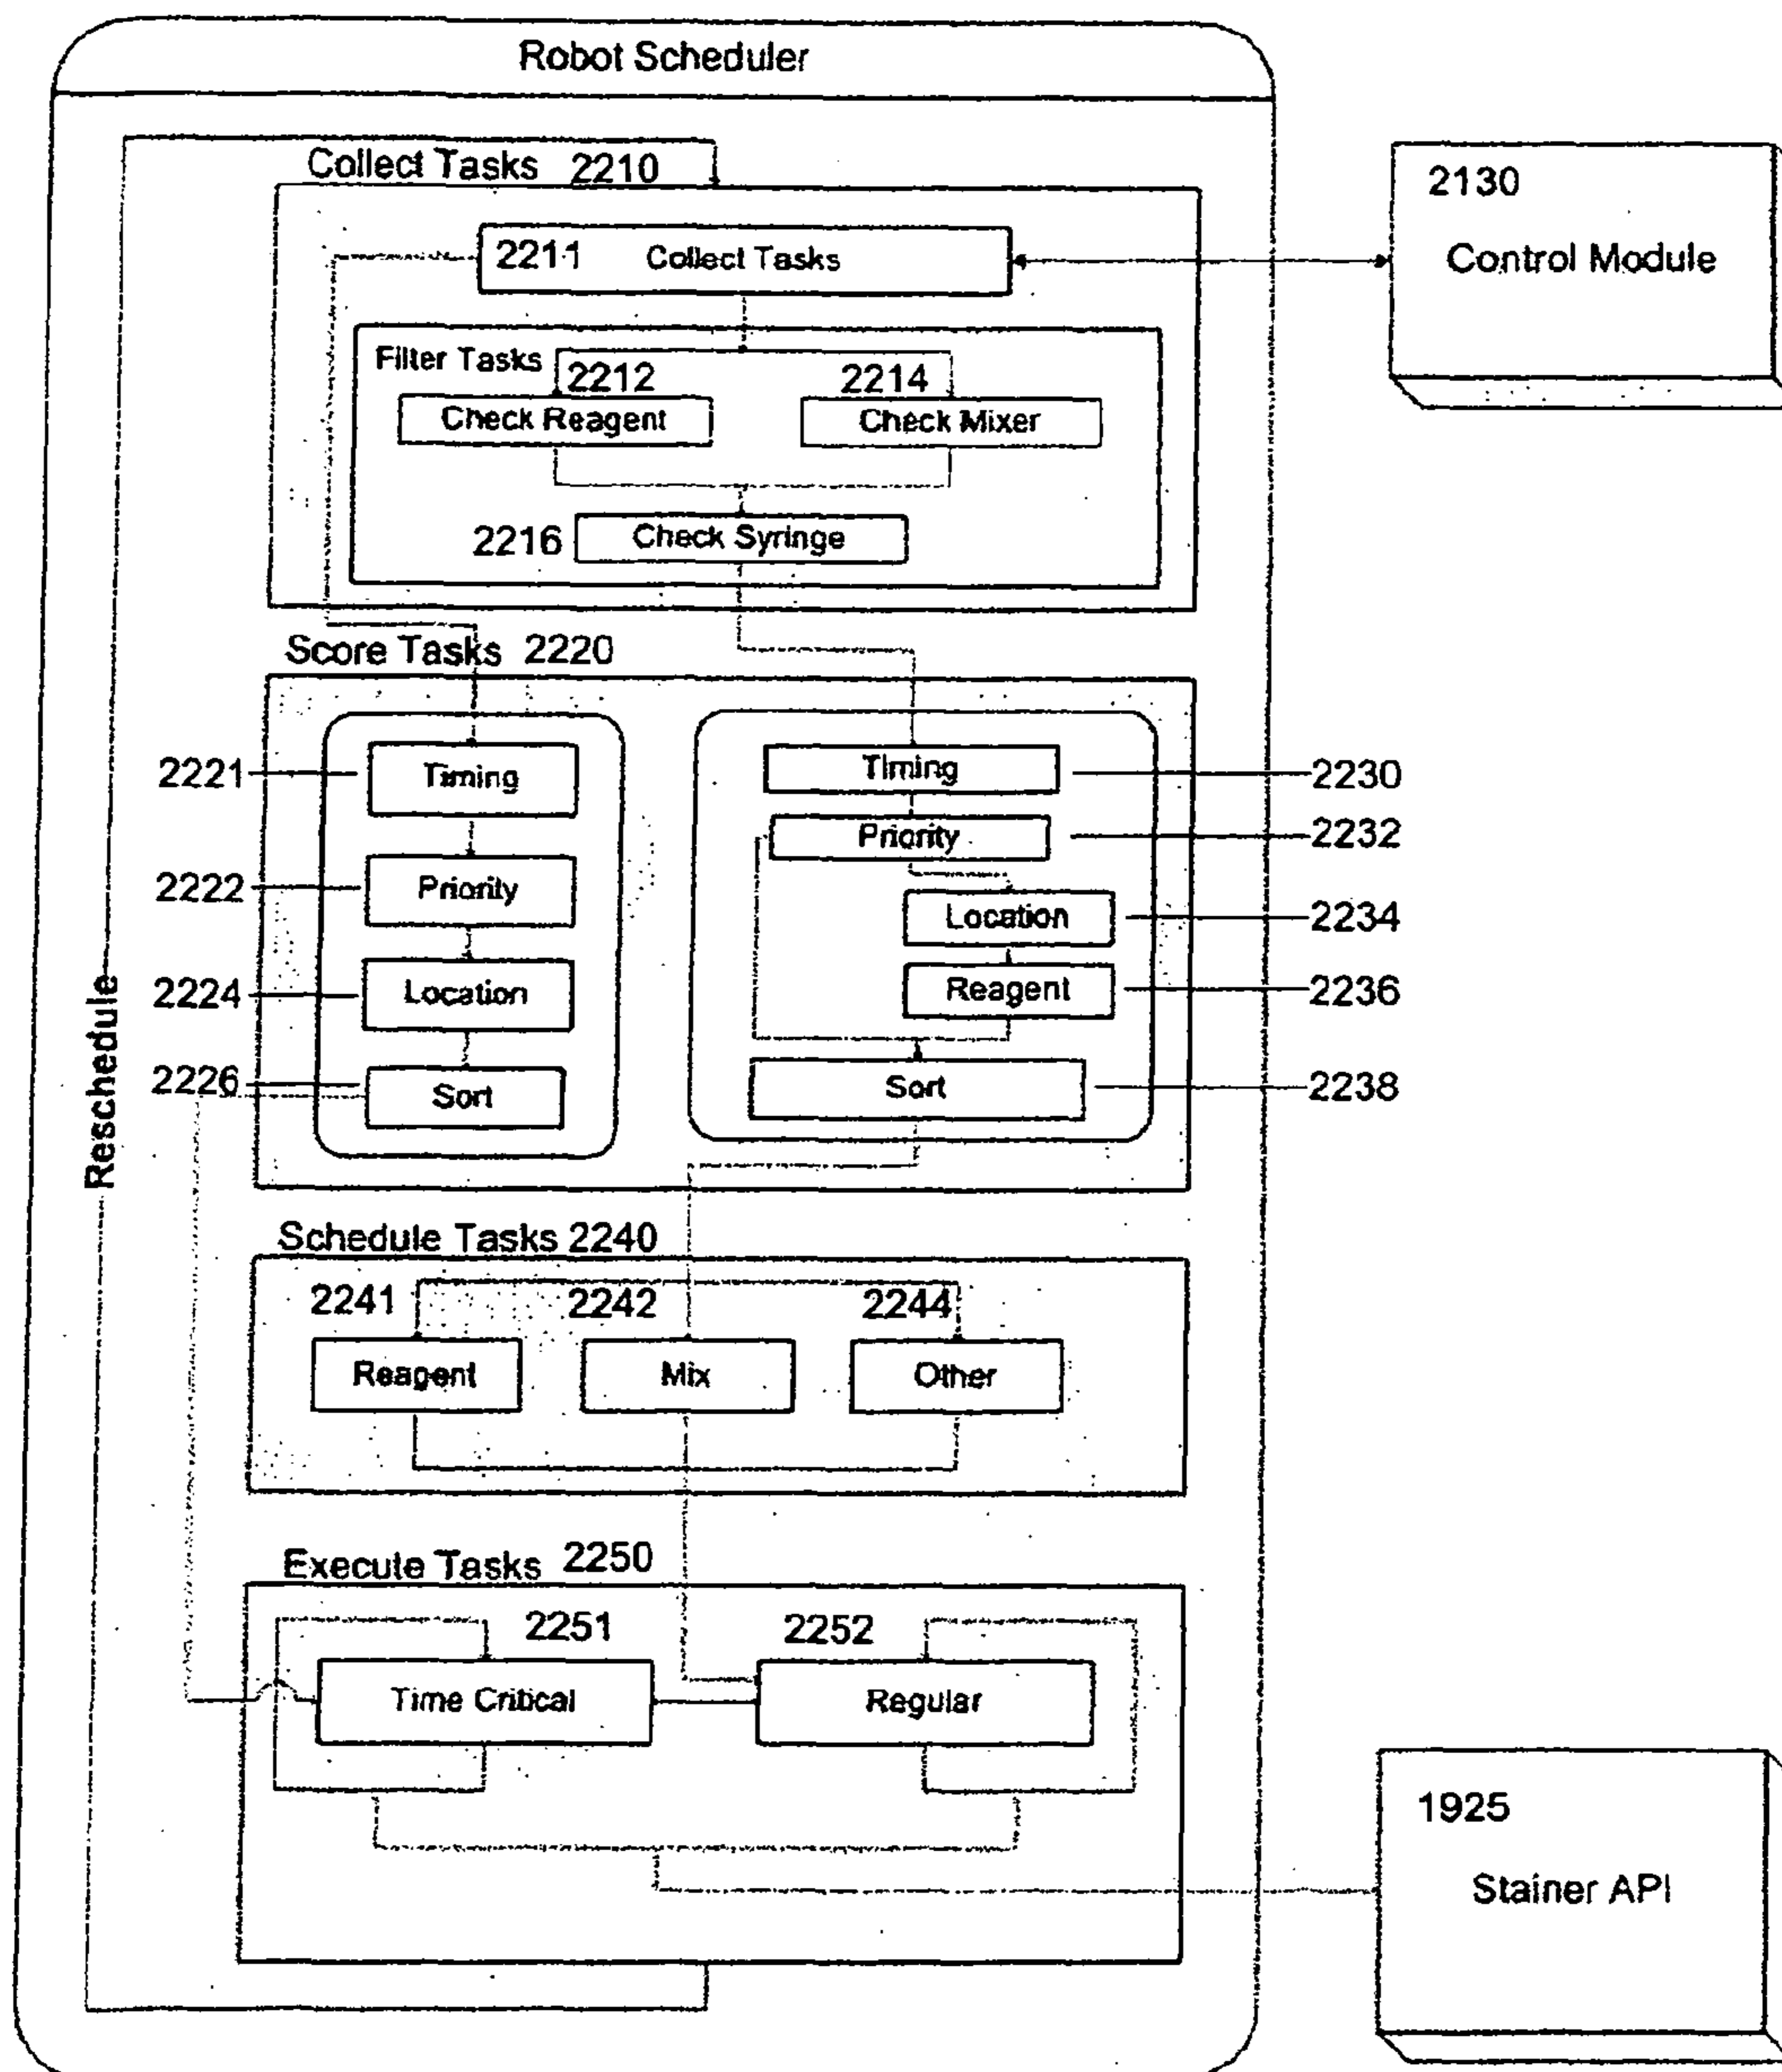 Robot Scheduler
Collect Tasks 2210
2211 Collect Tasks
2130
Control Module
Filter Tasks
2212
2214
Check Reagent
Check Mixer
2216
Check Syringe
Score Tasks 2220
2221
Timing
Timing
2230
Priority
2232
2222
Priority
Location
2234
2224
Location
Reagent
2236
2226
Sort
Sort
2238
Reschedule
Schedule Tasks 2240
2241
2242
2244
Reagent
Mix
Other
Execute Tasks 2250
2251
2252
Time Critical
Regular
1925
Stainer API